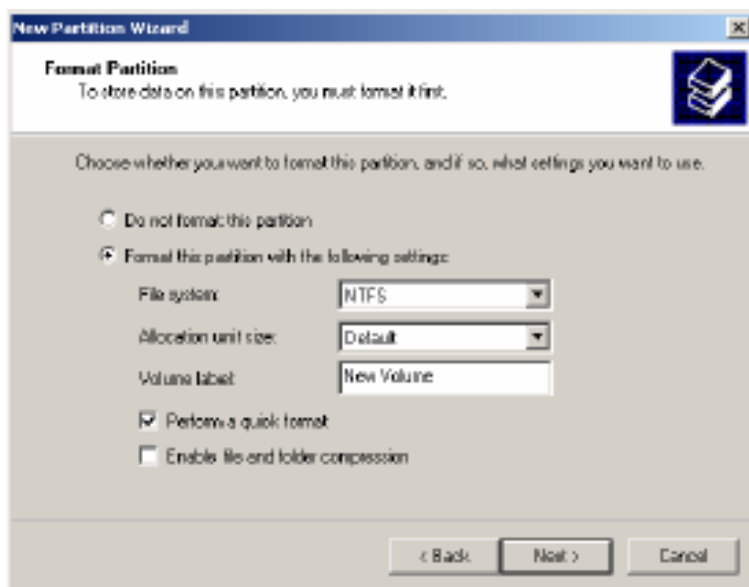 New Partition Wizard
Format Partition
To store data on this partition, you must format it first.
Choose whether you want to format this partition, and if so, what settings you want to use.
Do not format this partition
Format this partition with the following settings:
File system: NTFS
Allocation unit size: Default
Volume label: New Volume
Perform a quick format
Enable file and folder compression
< Back Next > Cancel